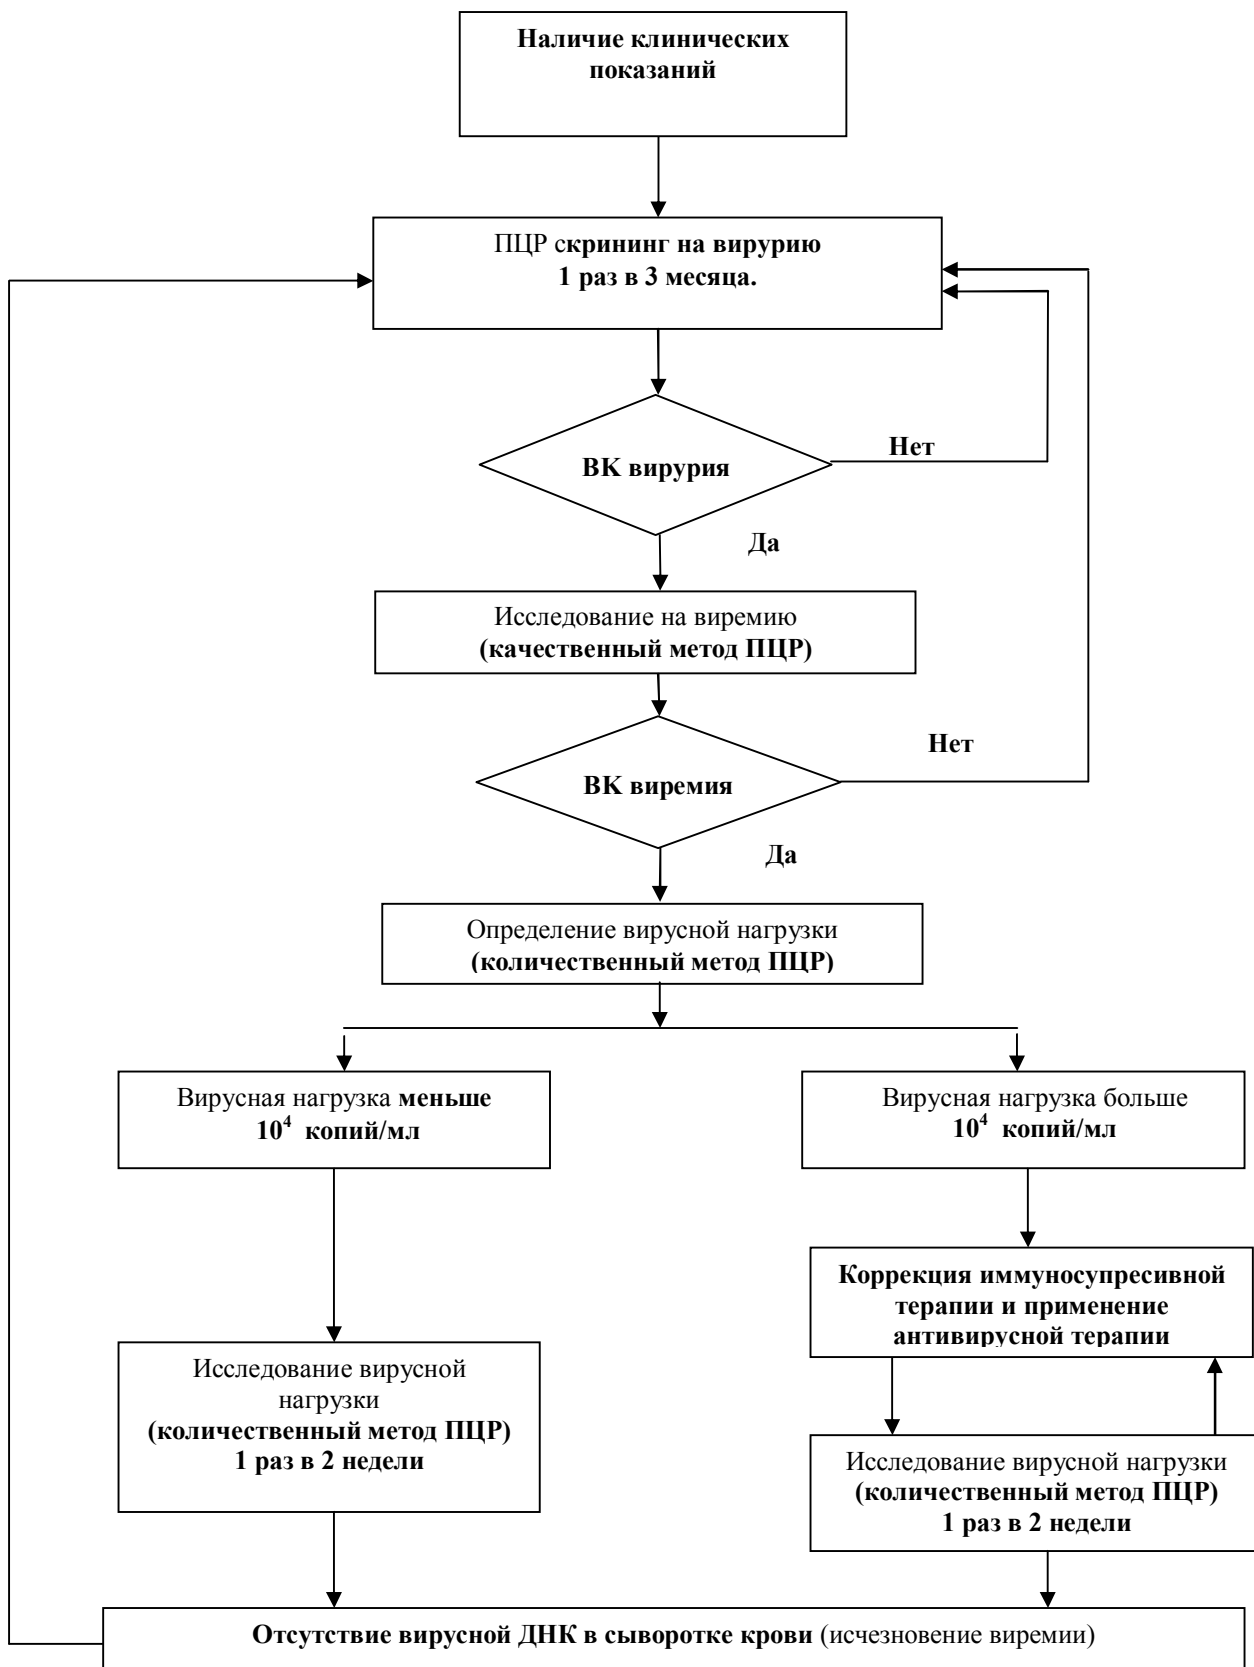 Наличие клинических
показаний
ПЦР скрининг на вирурию
1 раз в 3 месяца.
ВК вирурия
Нет
Да
Исследование на виремию
(качественный метод ПЦР)
ВК виремия
Нет
Да
Определение вирусной нагрузки
(количественный метод ПЦР)
Вирусная нагрузка меньше
10⁴ копий/мл
Вирусная нагрузка больше
10⁴ копий/мл
Коррекция иммуносупресивной
терапии и применение
антивирусной терапии
Исследование вирусной
нагрузки
(количественный метод ПЦР)
1 раз в 2 недели
Исследование вирусной нагрузки
(количественный метод ПЦР)
1 раз в 2 недели
Отсутствие вирусной ДНК в сыворотке крови (исчезновение виремии)